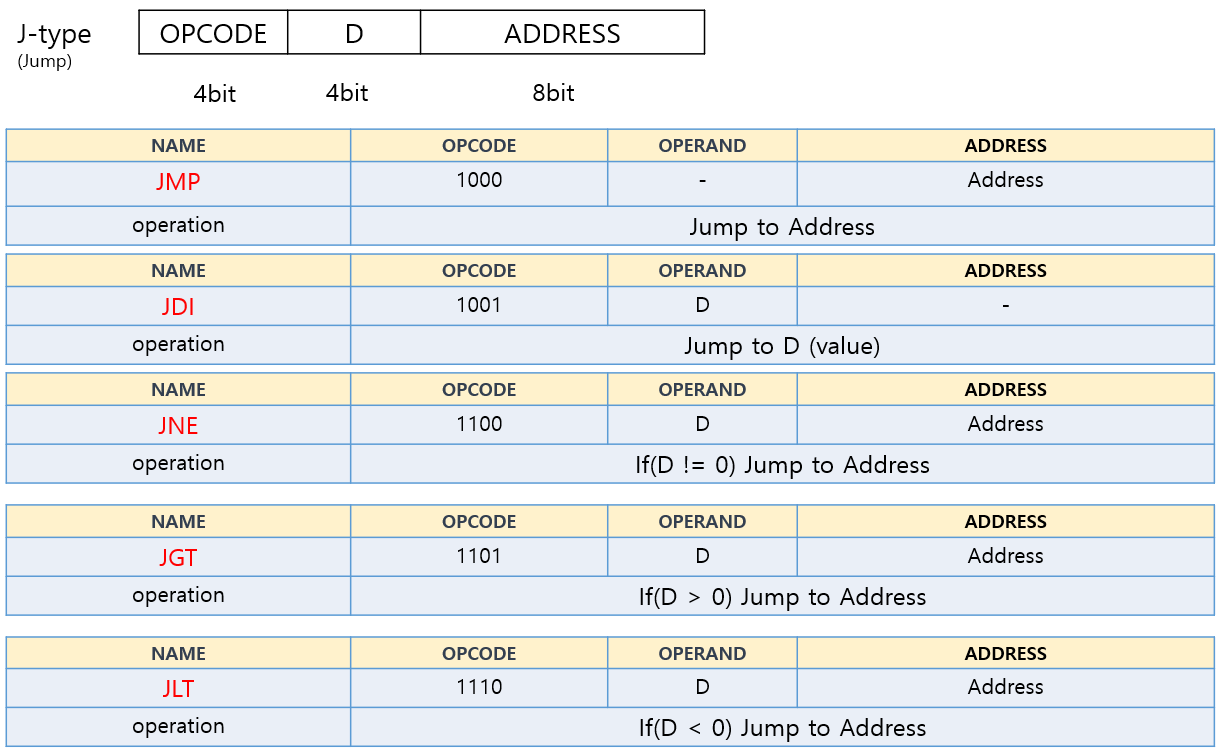 J-type OPCODE D ADDRESS
(Jump)
4bit 4bit 8bit
NAME OPCODE OPERAND ADDRESS
JMP 1000 - Address
operation Jump to Address
NAME OPCODE OPERAND ADDRESS
JDI 1001 D -
operation Jump to D (value)
NAME OPCODE OPERAND ADDRESS
JNE 1100 D Address
operation If(D != 0) Jump to Address
NAME OPCODE OPERAND ADDRESS
JGT 1101 D Address
operation If(D > 0) Jump to Address
NAME OPCODE OPERAND ADDRESS
JLT 1110 D Address
operation If(D < 0) Jump to Address